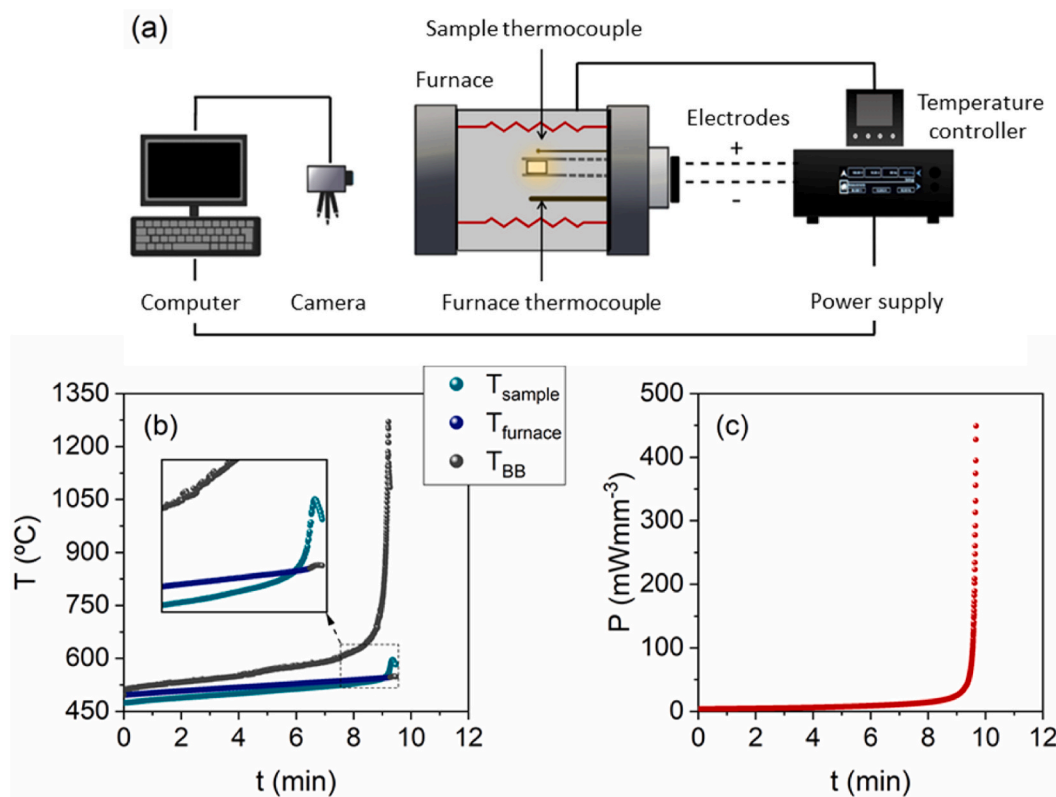 (a)
Sample thermocouple
Furnace
Electrodes
+
-
Temperature
controller
Computer
Camera
Furnace thermocouple
Power supply
T_sample
T_furnace
T_BB
(b)
1350
1200
1050
900
750
600
450
T (ºC)
0 2 4 6 8 10 12
t (min)
(c)
500
400
300
200
100
0
P (mWmm⁻³)
0 2 4 6 8 10 12
t (min)